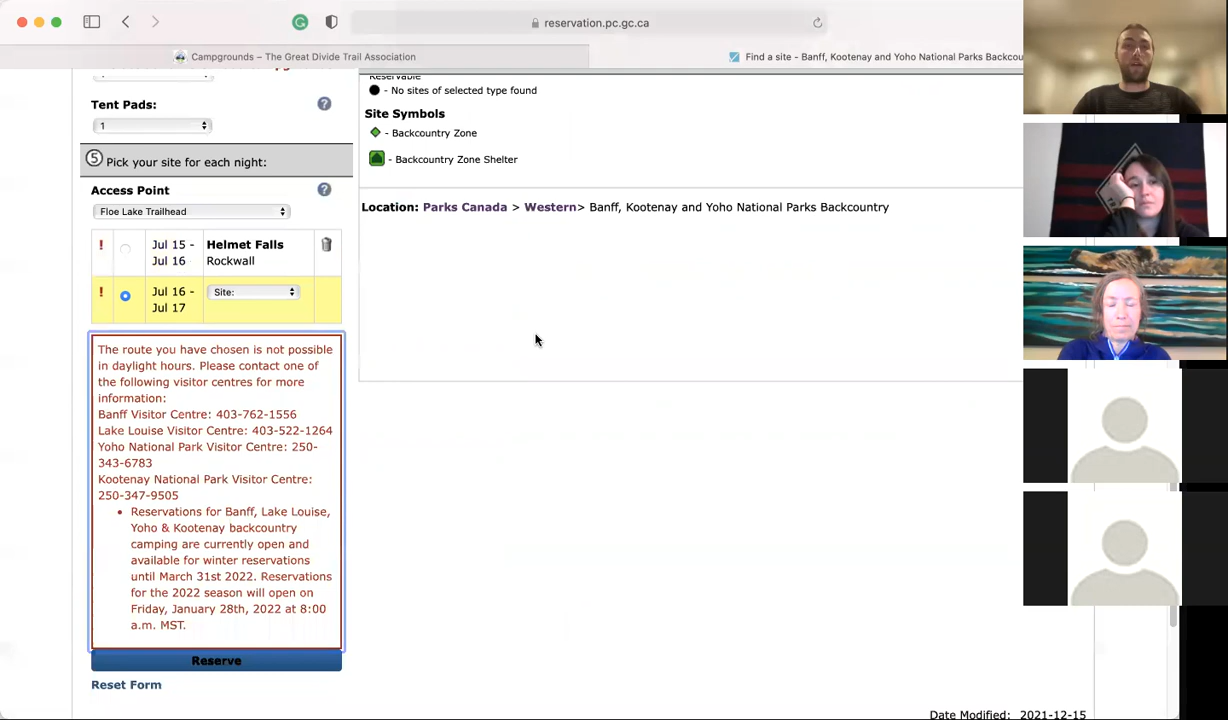 reservation.pc.gc.ca
Campgrounds – The Great Divide Trail Association
Find a site - Banff, Kootenay and Yoho National Parks Backcou
Tent Pads:
?
1
5 Pick your site for each night:
Access Point
?
Floe Lake Trailhead
! Jul 15 - Helmet Falls
Jul 16 Rockwall
! Jul 16 - Site:
Jul 17
The route you have chosen is not possible
in daylight hours. Please contact one of
the following visitor centres for more
information:
Banff Visitor Centre: 403-762-1556
Lake Louise Visitor Centre: 403-522-1264
Yoho National Park Visitor Centre: 250-
343-6783
Kootenay National Park Visitor Centre:
250-347-9505
• Reservations for Banff, Lake Louise,
Yoho & Kootenay backcountry
camping are currently open and
available for winter reservations
until March 31st 2022. Reservations
for the 2022 season will open on
Friday, January 28th, 2022 at 8:00
a.m. MST.
Reserve
Reset Form
Reservable
- No sites of selected type found
Site Symbols
- Backcountry Zone
- Backcountry Zone Shelter
Location: Parks Canada > Western> Banff, Kootenay and Yoho National Parks Backcountry
Date Modified: 2021-12-15